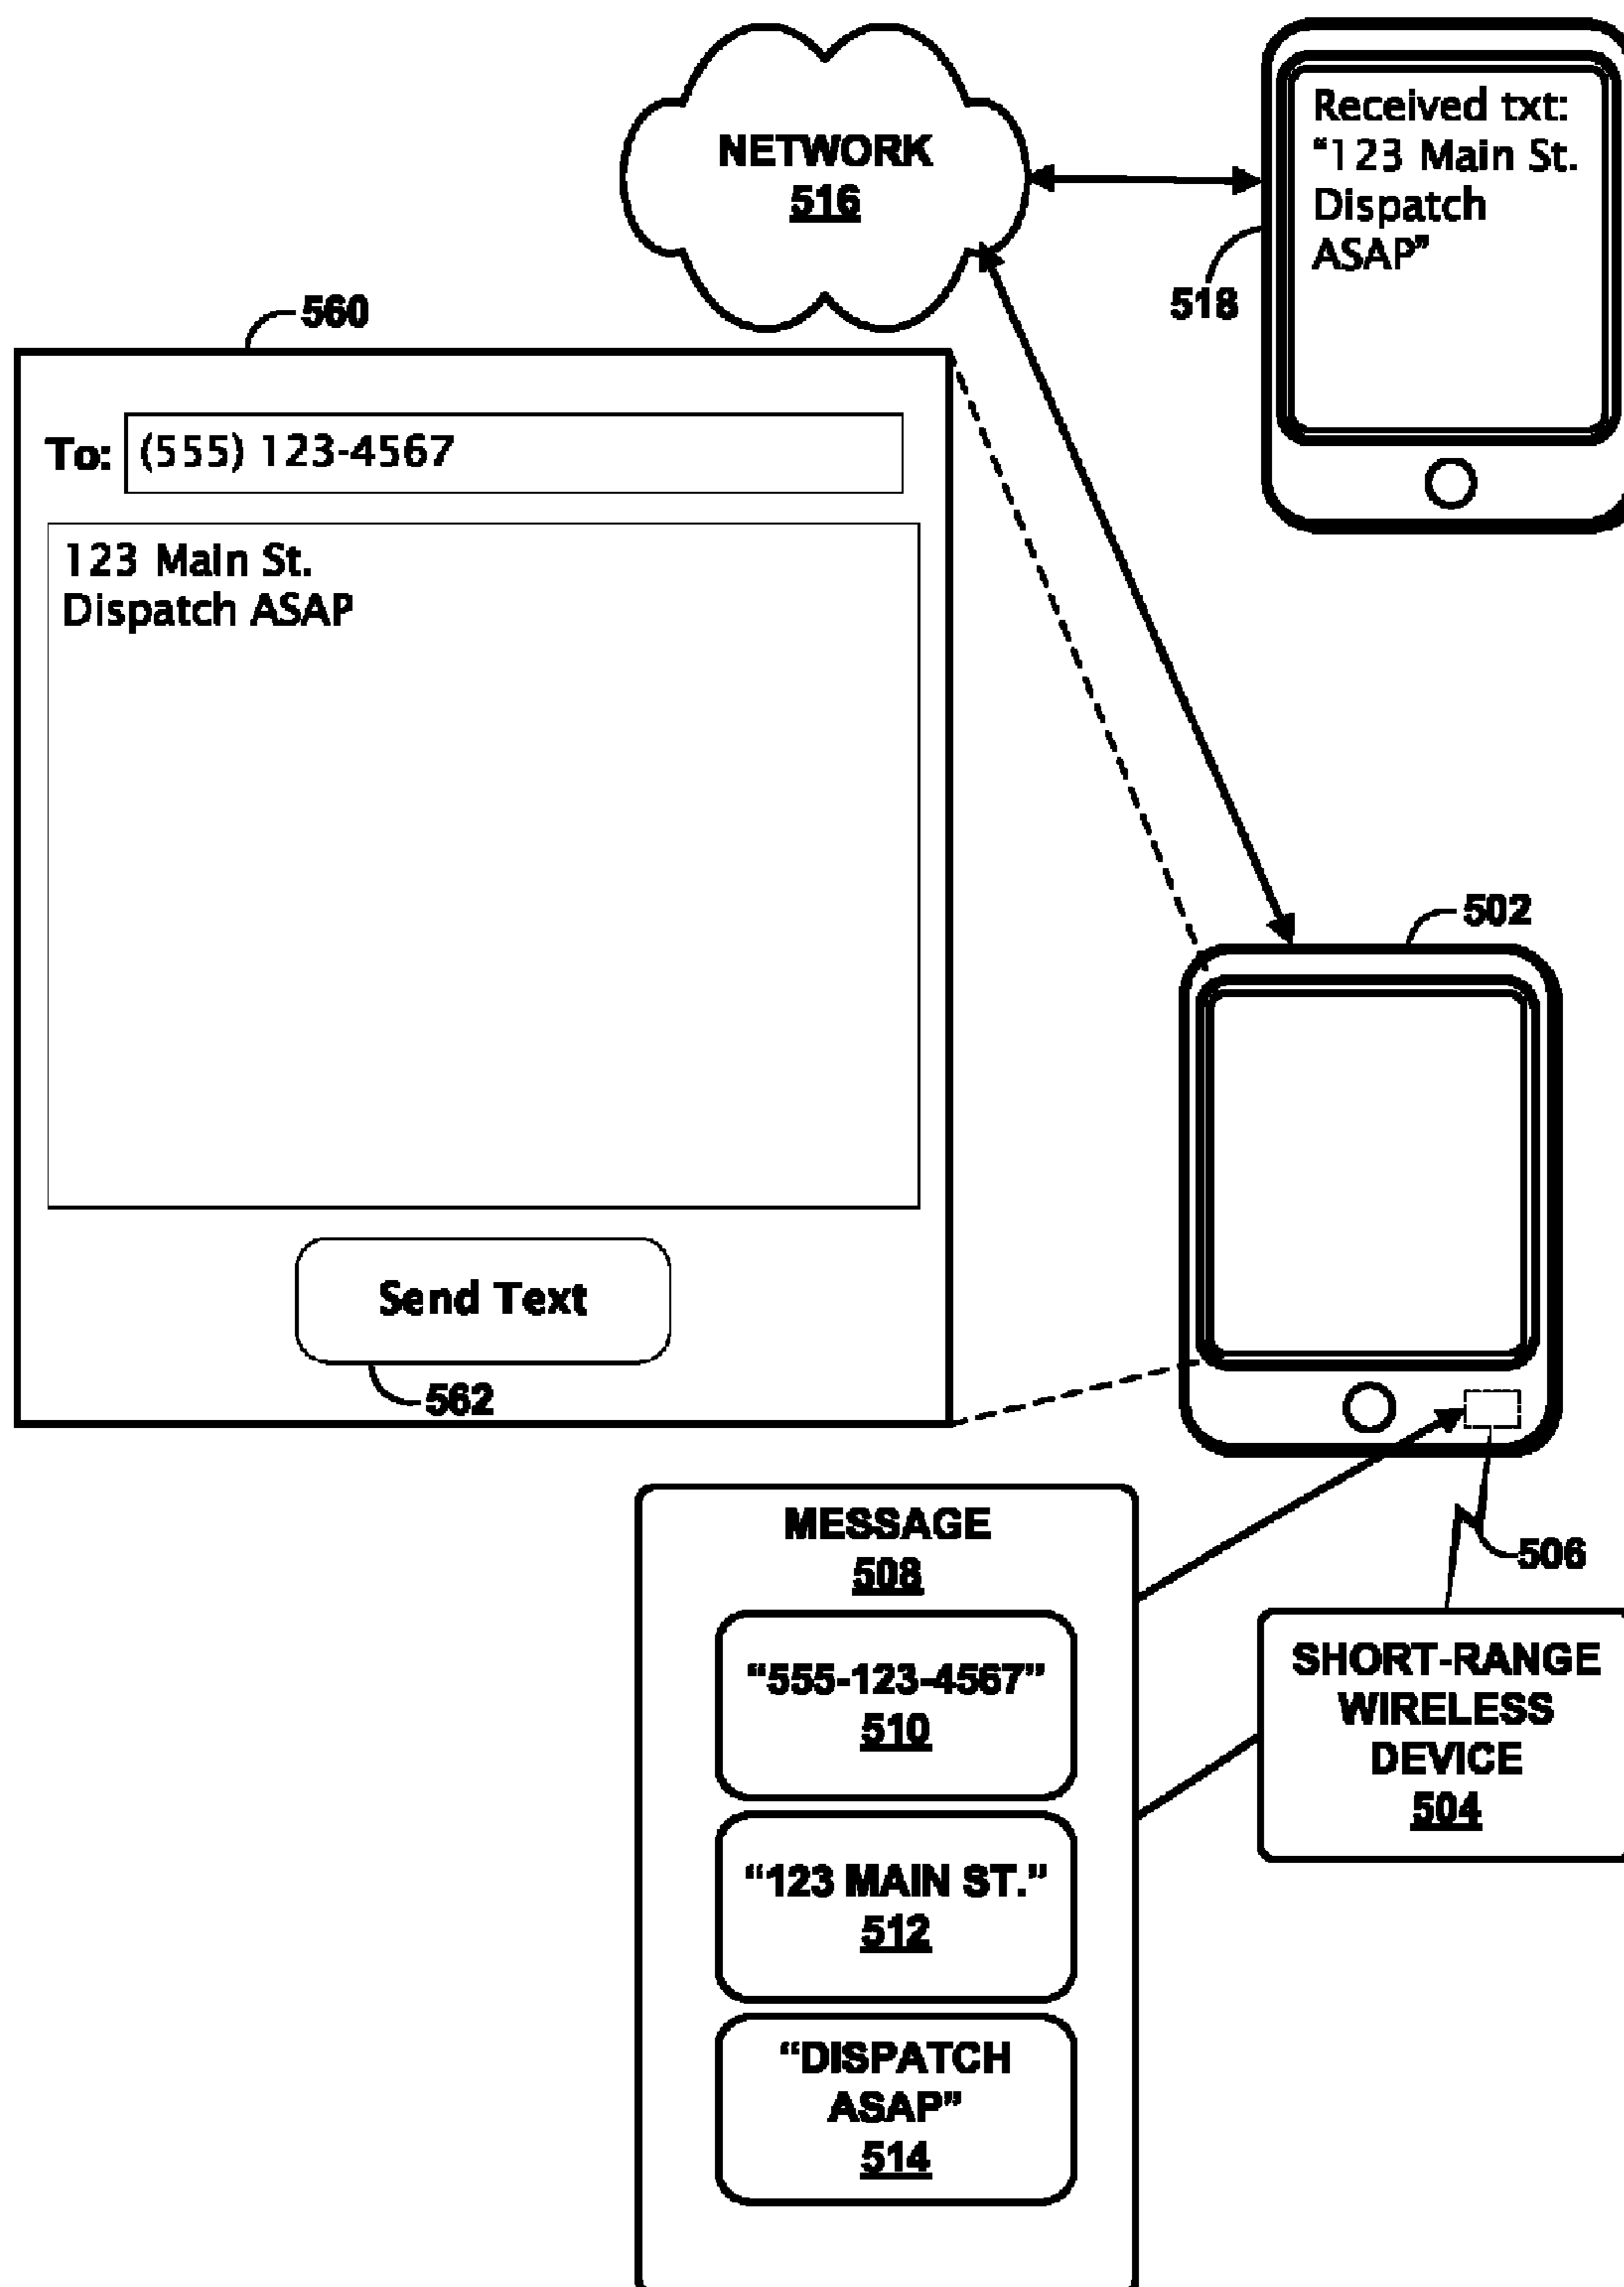 NETWORK
516
Received txt:
“123 Main St.
Dispatch
ASAP”
518
560
To: (555) 123-4567
123 Main St.
Dispatch ASAP
Send Text
562
502
506
MESSAGE
508
“555-123-4567”
510
“123 MAIN ST.”
512
“DISPATCH
ASAP”
514
SHORT-RANGE
WIRELESS
DEVICE
504